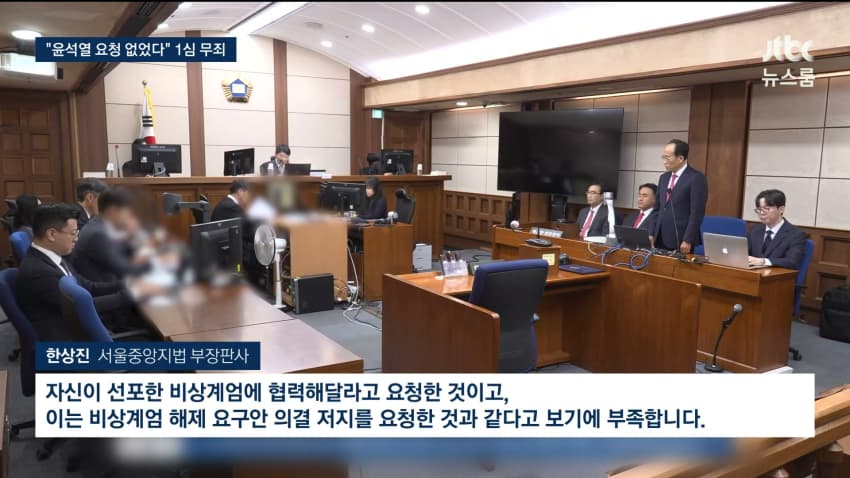 "윤석열 요청 없었다" 1심 무죄
jtbc
뉴스룸
한상진 서울중앙지법 부장판사
자신이 선포한 비상계엄에 협력해달라고 요청한 것이고,
이는 비상계엄 해제 요구안 의결 저지를 요청한 것과 같다고 보기에 부족합니다.